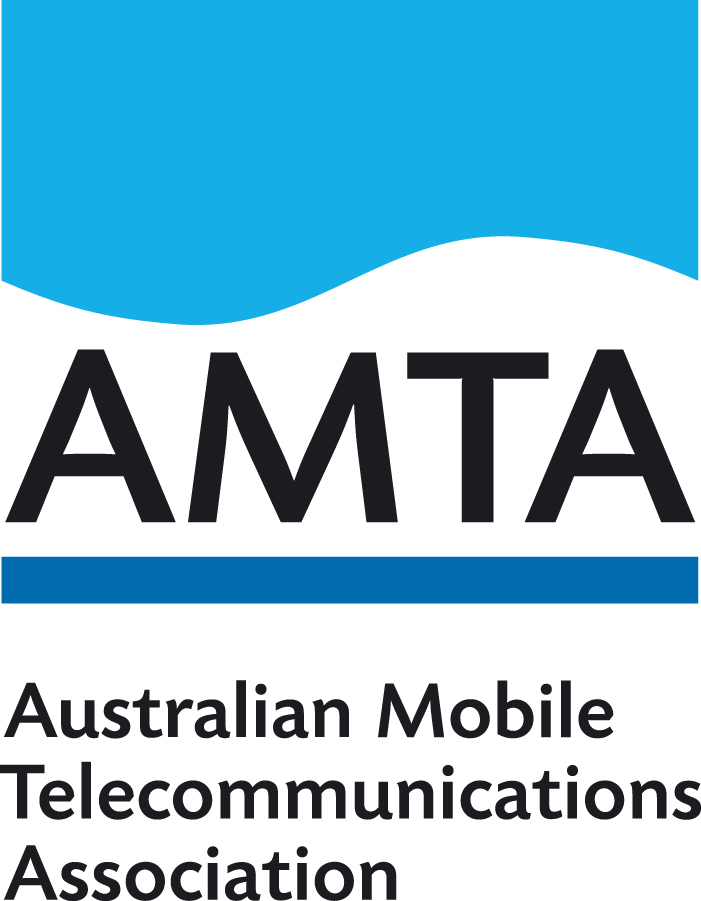 AMTA
Australian Mobile
Telecommunications
Association